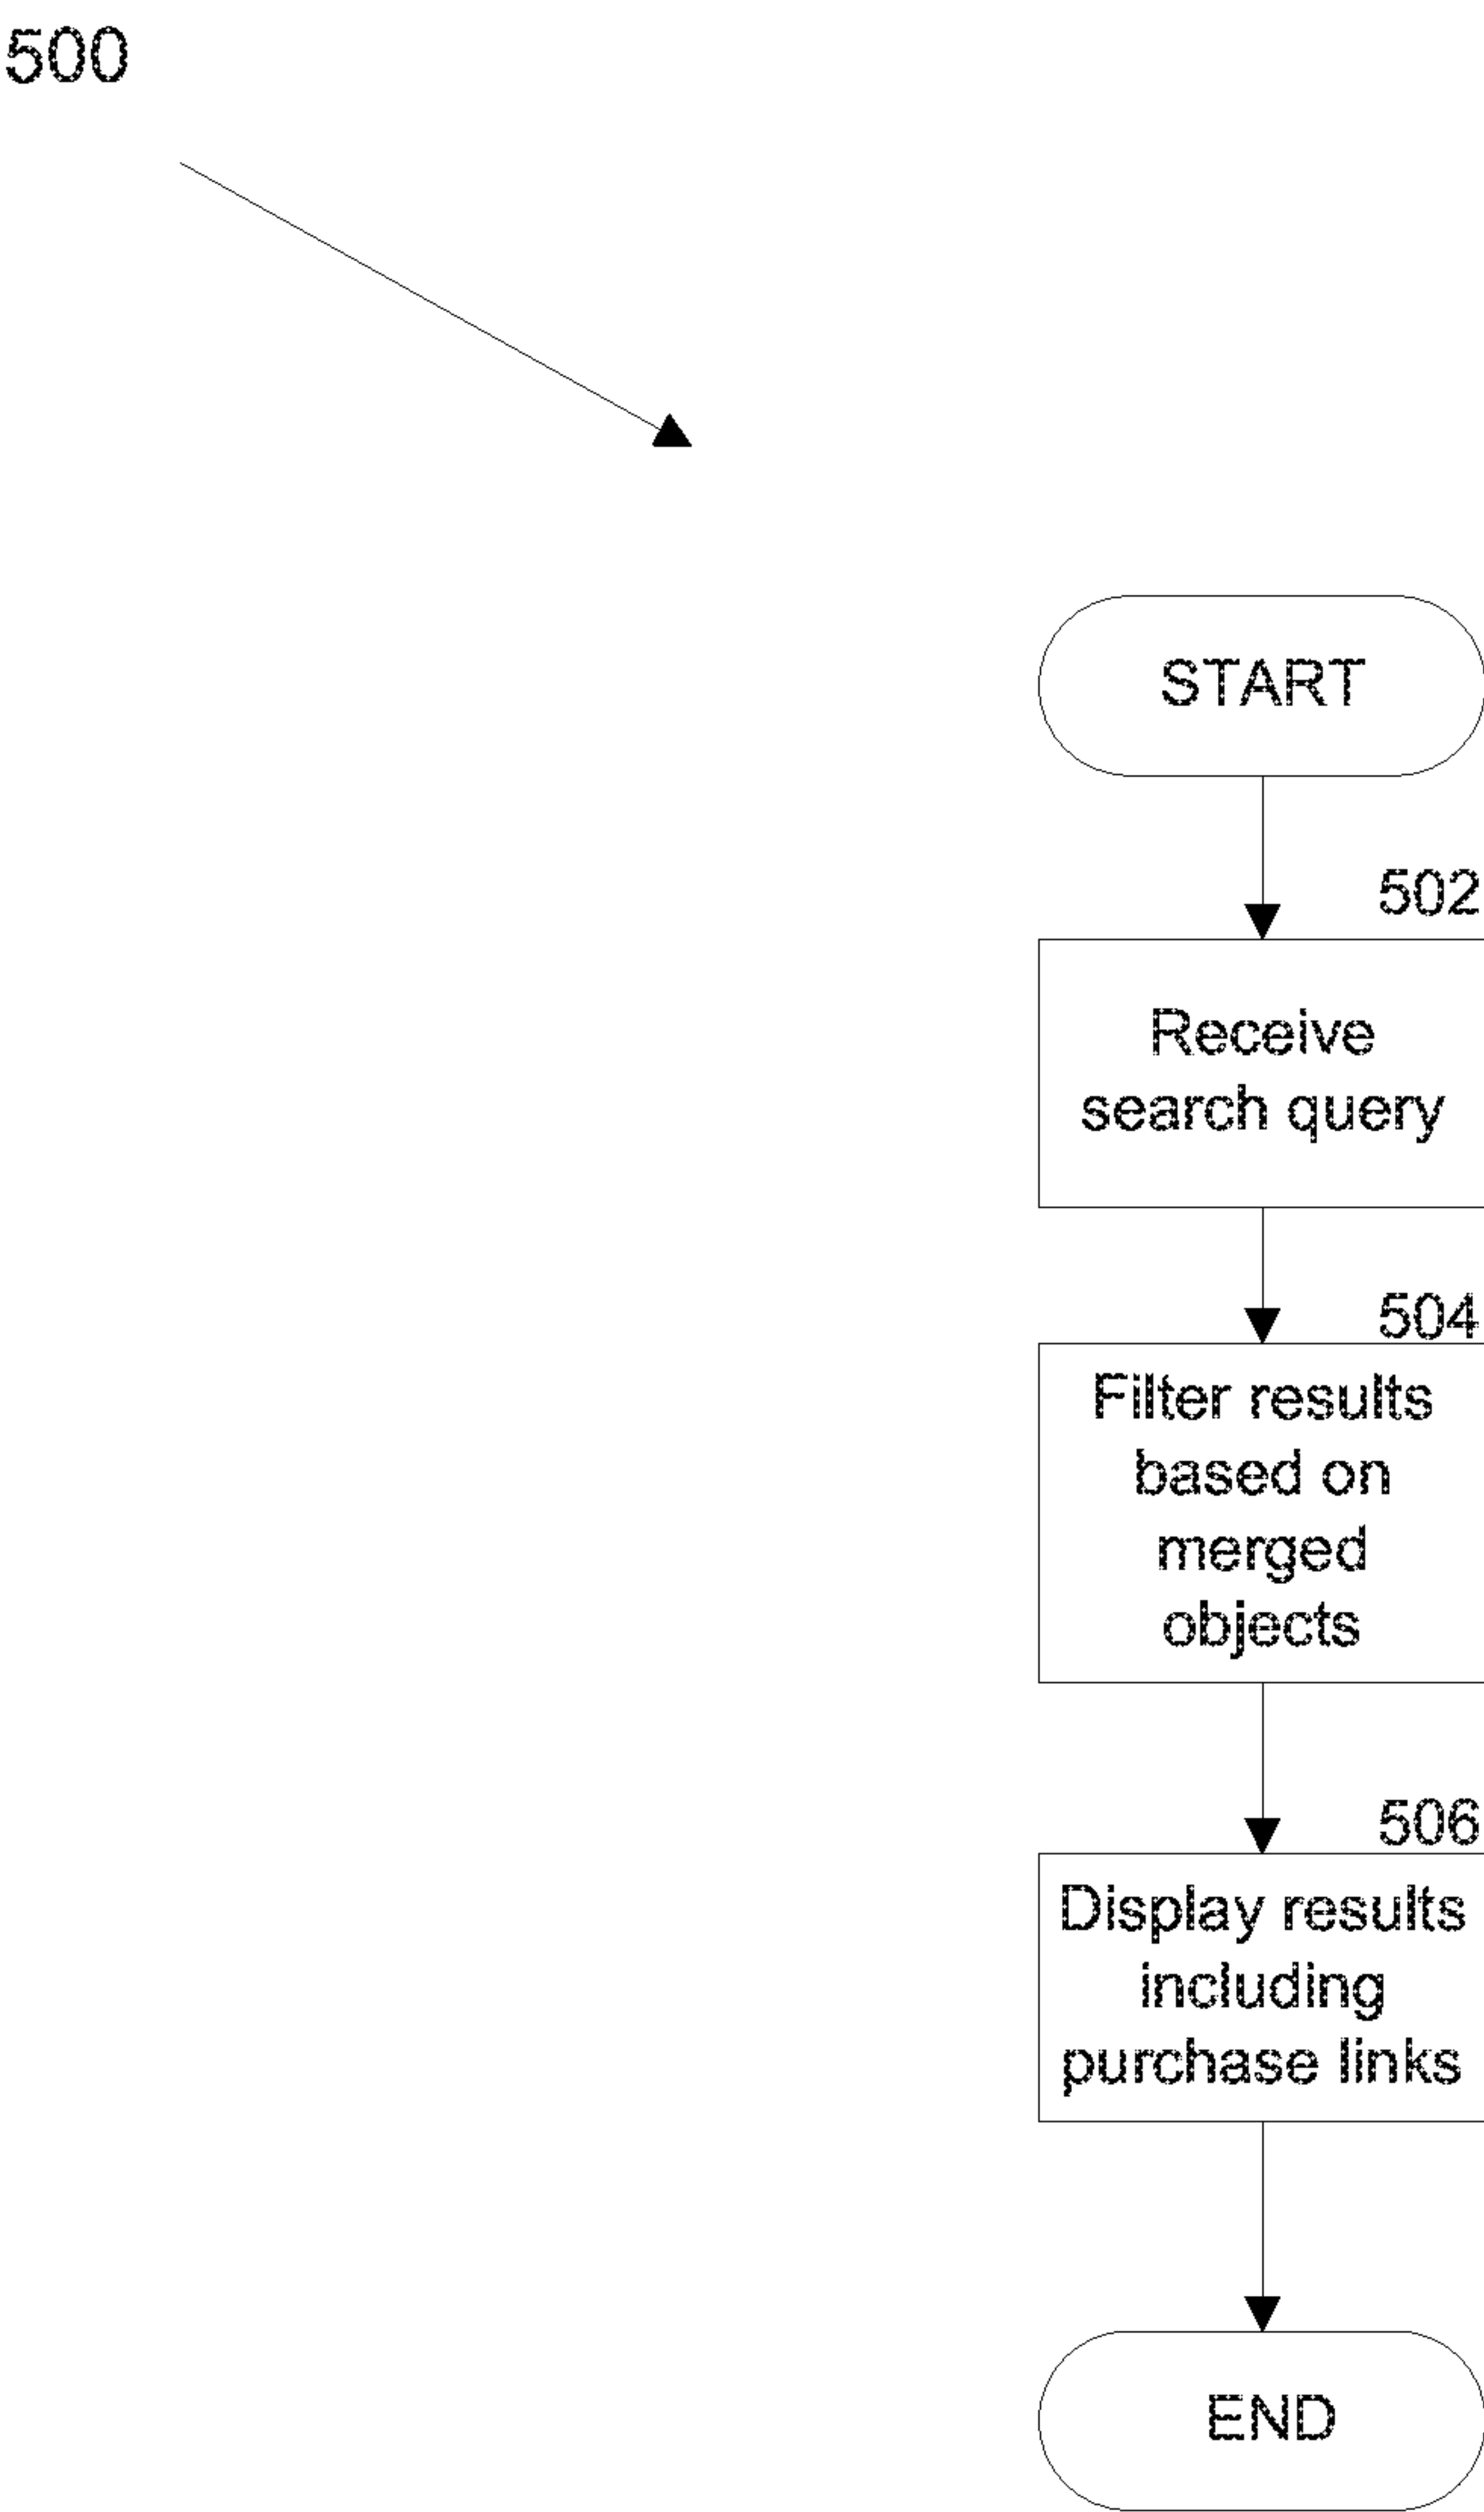 500
START
502
Receive
search query
504
Filter results
based on
merged
objects
506
Display results
including
purchase links
END